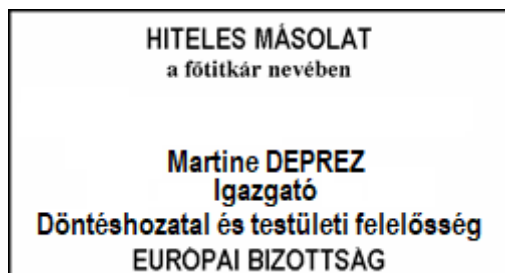 HITELES MÁSOLAT
a főtitkár nevében
Martine DEPREZ
Igazgató
Döntéshozatal és testületi felelősség
EURÓPAI BIZOTTSÁG